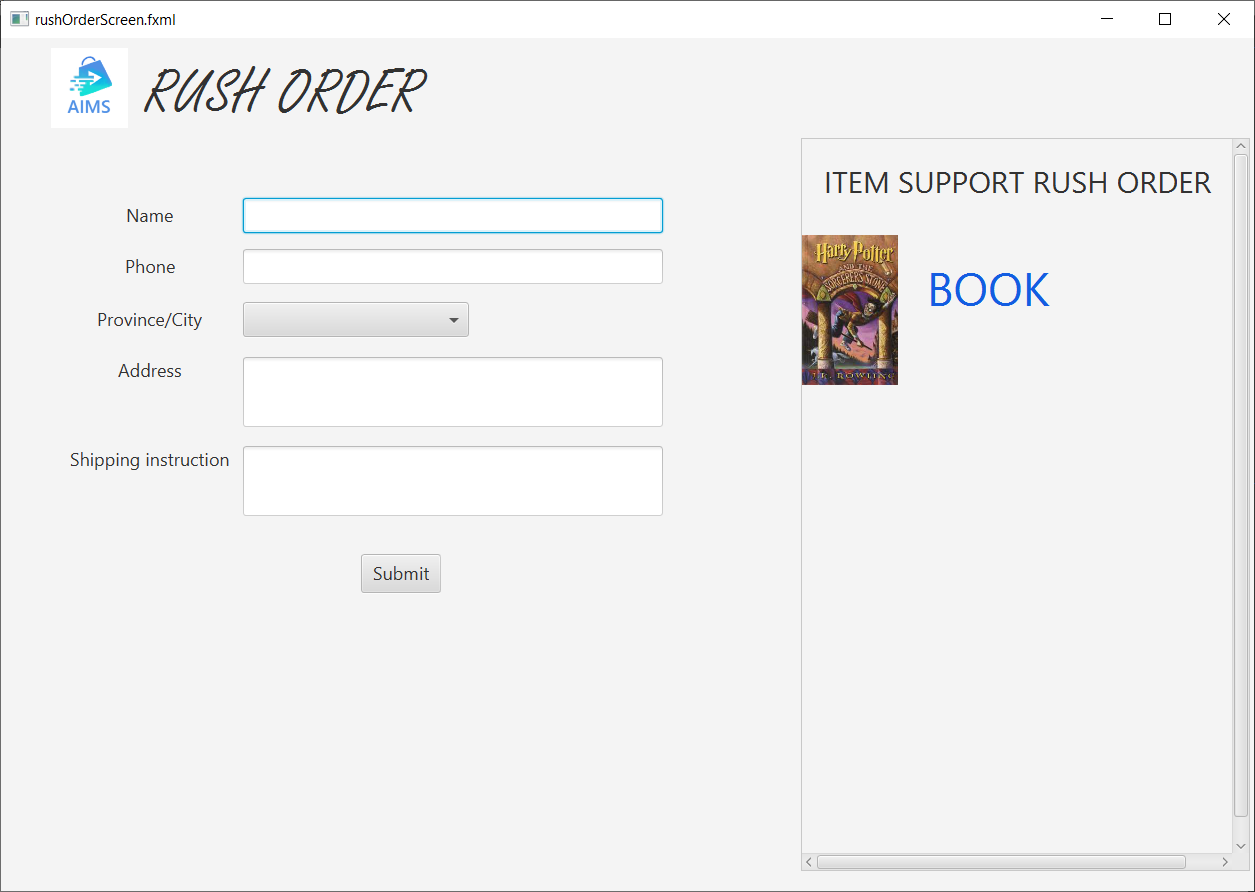 rushOrderScreen.fxml
AIMS
RUSH ORDER
Name
Phone
Province/City
Address
Shipping instruction
Submit
ITEM SUPPORT RUSH ORDER
Harry Potter
AND THE
SORCERER'S STONE
J. K. ROWLING
BOOK